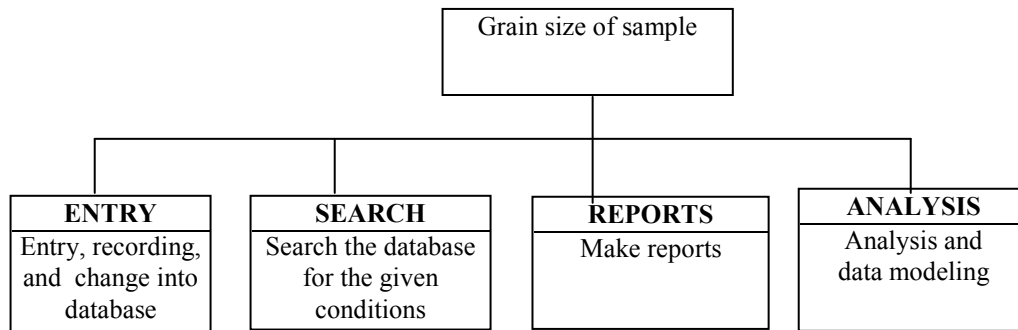 Grain size of sample
ENTRY
Entry, recording,
and change into
database
SEARCH
Search the database
for the given
conditions
REPORTS
Make reports
ANALYSIS
Analysis and
data modeling